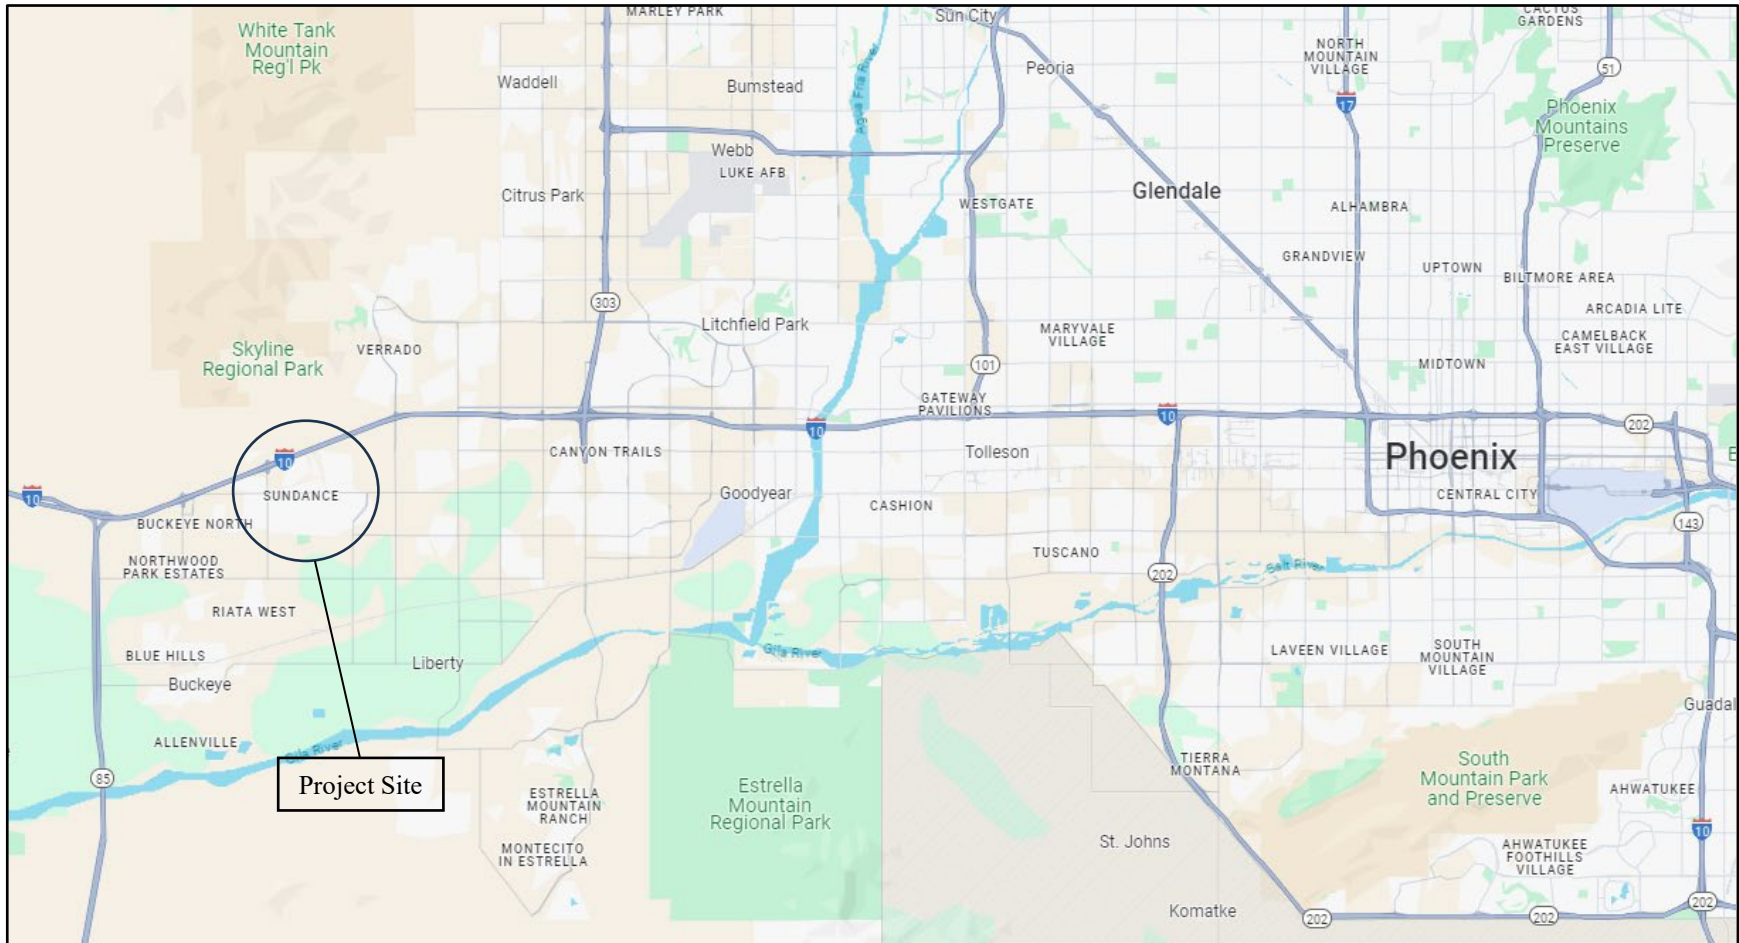 MARLEY PARK
Sun City
CACTUS
GARDENS
White Tank
Mountain
Reg'l Pk
NORTH
MOUNTAIN
VILLAGE
Waddell
Bumstead
Agua Fria River
Peoria
51
17
Phoenix
Mountains
Preserve
Webb
LUKE AFB
Citrus Park
WESTGATE
Glendale
ALHAMBRA
GRANDVIEW
UPTOWN
BILTMORE AREA
303
ARCADIA LITE
Litchfield Park
MARYVALE
VILLAGE
CAMELBACK
EAST VILLAGE
Skyline
Regional Park
VERRADO
101
MIDTOWN
GATEWAY
PAVILIONS
10
10
202
CANYON TRAILS
Tolleson
Phoenix
E
10
10
SUNDANCE
Goodyear
CASHION
CENTRAL CITY
BUCKEYE NORTH
143
NORTHWOOD
PARK ESTATES
TUSCANO
202
Salt River
RIATA WEST
BLUE HILLS
Liberty
Gila River
LAVEEN VILLAGE
SOUTH
MOUNTAIN
VILLAGE
Buckeye
Guadal
ALLENVILLE
Gila River
85
Project Site
TIERRA
MONTANA
South
Mountain Park
and Preserve
ESTRELLA
MOUNTAIN
RANCH
Estrella
Mountain
Regional Park
AHWATUKEE
10
MONTECITO
IN ESTRELLA
St. Johns
AHWATUKEE
FOOTHILLS
VILLAGE
Komatke
202
202
202